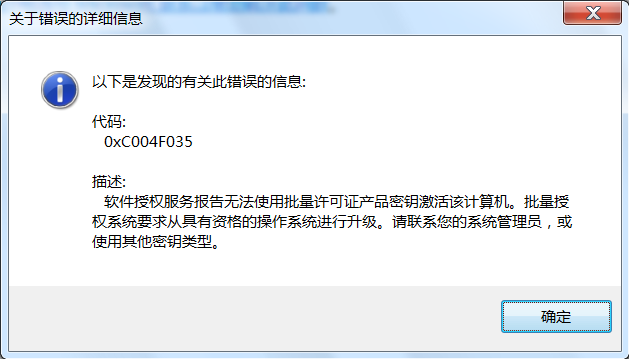 关于错误的详细信息
以下是发现的有关此错误的信息:
代码:
0xC004F035
描述:
软件授权服务报告无法使用批量许可证产品密钥激活该计算机。批量授
权系统要求从具有资格的操作系统进行升级。请联系您的系统管理员，或
使用其他密钥类型。
确定